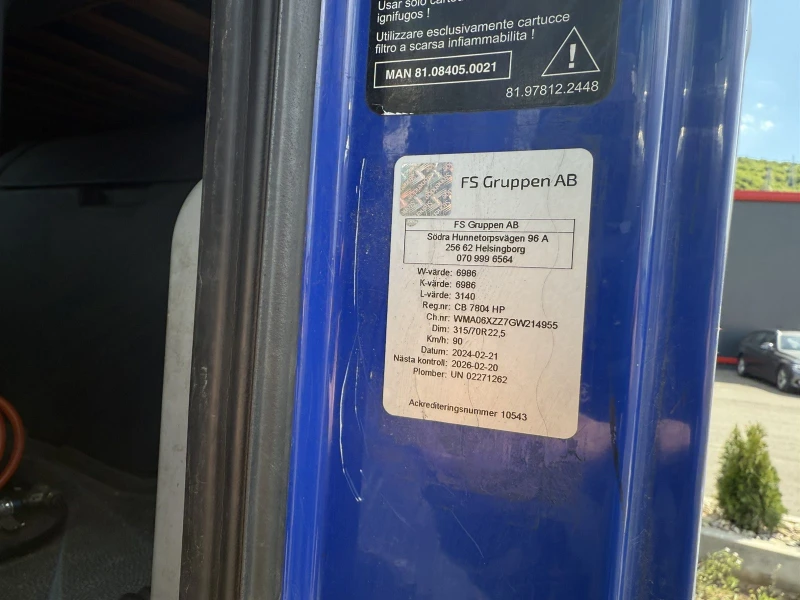 Usar solo
ignifugos !
Utilizzare esclusivamente cartucce
filtro a scarsa infiammabilita !
MAN 81.08405.0021
81.97812.2448
FS Gruppen AB
FS Gruppen AB
Södra Hunnetorpsvägen 96 A
256 62 Helsingborg
070 999 6564
W-värde: 6986
K-värde: 6986
L-värde: 3140
Reg.nr: CB 7804 HP
Ch.nr: WMA06XZZ7GW214955
Dim: 315/70R22,5
Km/h: 90
Datum: 2024-02-21
Nästa kontroll: 2026-02-20
Plomber: UN 02271262
Ackrediteringsnummer 10543